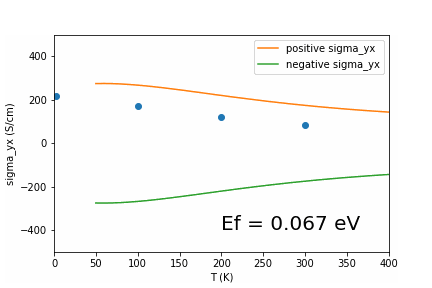 positive sigma_yx
negative sigma_yx
400
200
0
−200
−400
sigma_yx (S/cm)
Ef = 0.067 eV
0
50
100
150
200
250
300
350
400
T (K)